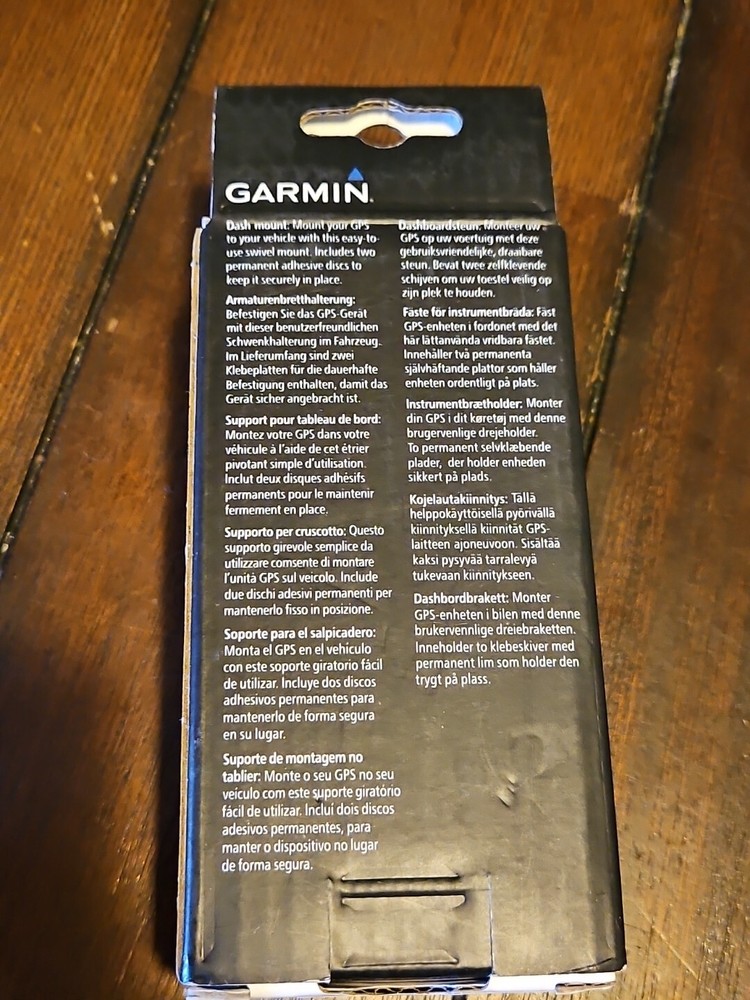 GARMIN
Dash mount: Mount your GPS
to your vehicle with this easy-to-
use swivel mount. Includes two
permanent adhesive discs to
keep it securely in place.
Armaturenbretthalterung:
Befestigen Sie das GPS-Gerät
mit dieser benutzerfreundlichen
Schwenkhalterung im Fahrzeug.
Im Lieferumfang sind zwei
Klebeplatten für die dauerhafte
Befestigung enthalten, damit das
Gerät sicher angebracht ist.
Support pour tableau de bord:
Montez votre GPS dans votre
véhicule à l'aide de cet étrier
pivotant simple d'utilisation.
Inclut deux disques adhésifs
permanents pour le maintenir
fermement en place.
Supporto per cruscotto: Questo
supporto girevole semplice da
utilizzare comsente di montare
l'unità GPS sul veicolo. Include
due dischi adesivi permanenti per
mantenerlo fisso in posizione.
Soporte para el salpicadero:
Monta el GPS en el vehículo
con este soporte giratorio fácil
de utilizar. Incluye dos discos
adhesivos permanentes para
mantenerlo de forma segura
en su lugar.
Suporte de montagem no
tablier: Monte o seu GPS no seu
veículo com este suporte giratório
fácil de utilizar. Incluí dois discos
adesivos permanentes, para
manter o dispositivo no lugar
de forma segura.
Dashboardsteun: Monteer uw
GPS op uw voertuig met deze
gebruiksvriendelijke, draaibare
steun. Bevat twee zelfklevende
schijven om uw toestel veilig op
zijn plek te houden.
Fäste för instrumentbräda: Fäst
GPS-enheten i fordonet med det
här lättanvända vridbara fästet.
Innehåller två permanenta
självhäftande plattor som håller
enheten ordentligt på plats.
Instrumentbrætholder: Monter
din GPS i dit køretøj med denne
brugervenlige drejeholder.
To permanent selvklæbende
plader, der holder enheden
sikkert på plads.
Kojelautakiinnitys: Tällä
helppokäyttöisellä pyörivällä
kiinnityksellä kiinnität GPS-
laitteen ajoneuvoon. Sisältää
kaksi pysyvää tarralevyä
tukevaan kiinnitykseen.
Dashbordbrakett: Monter
GPS-enheten i bilen med denne
brukervennlige dreiebraketten.
Inneholder to klebeskiver med
permanent lim som holder den
trygt på plass.